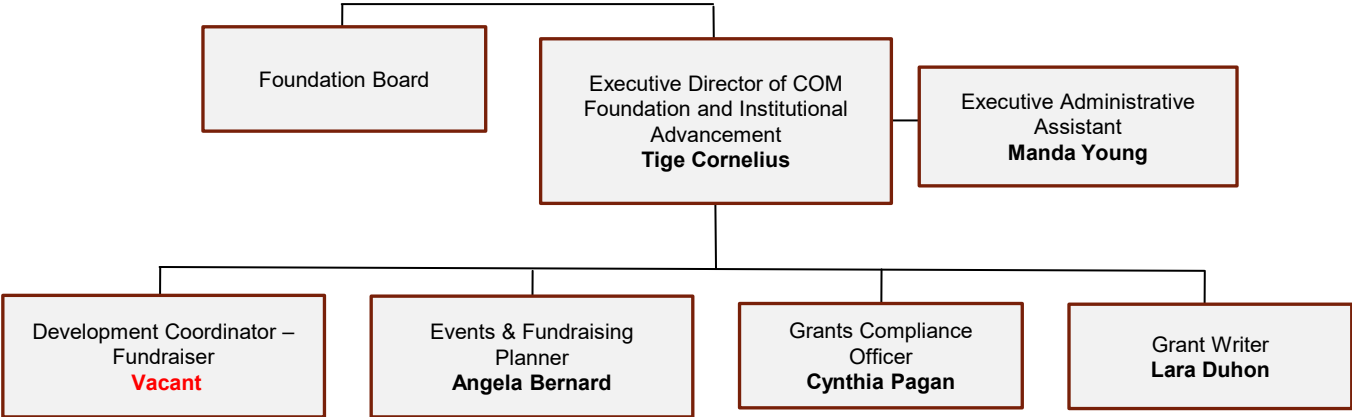 Foundation Board
Executive Director of COM
Foundation and Institutional
Advancement
Tige Cornelius
Executive Administrative
Assistant
Manda Young
Development Coordinator –
Fundraiser
Vacant
Events & Fundraising
Planner
Angela Bernard
Grants Compliance
Officer
Cynthia Pagan
Grant Writer
Lara Duhon